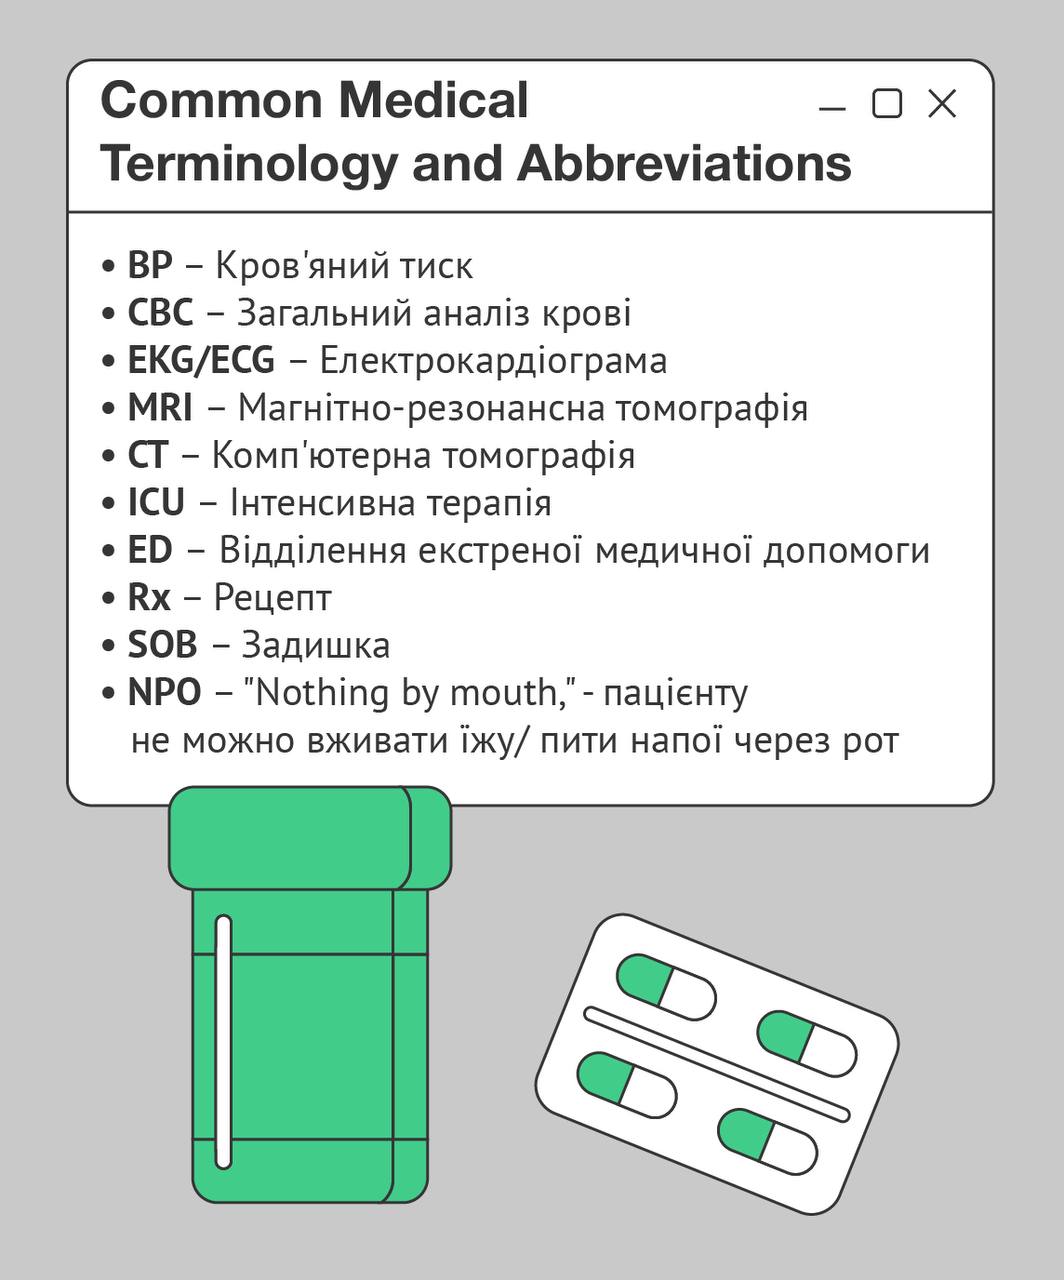 Common Medical
Terminology and Abbreviations
• BP – Кров'яний тиск
• CBC – Загальний аналіз крові
• EKG/ECG – Електрокардіограма
• MRI – Магнітно-резонансна томографія
• CT – Комп'ютерна томографія
• ICU – Інтенсивна терапія
• ED – Відділення екстреної медичної допомоги
• Rx – Рецепт
• SOB – Задишка
• NPO – "Nothing by mouth," - пацієнту
не можно вживати їжу/ пити напої через рот